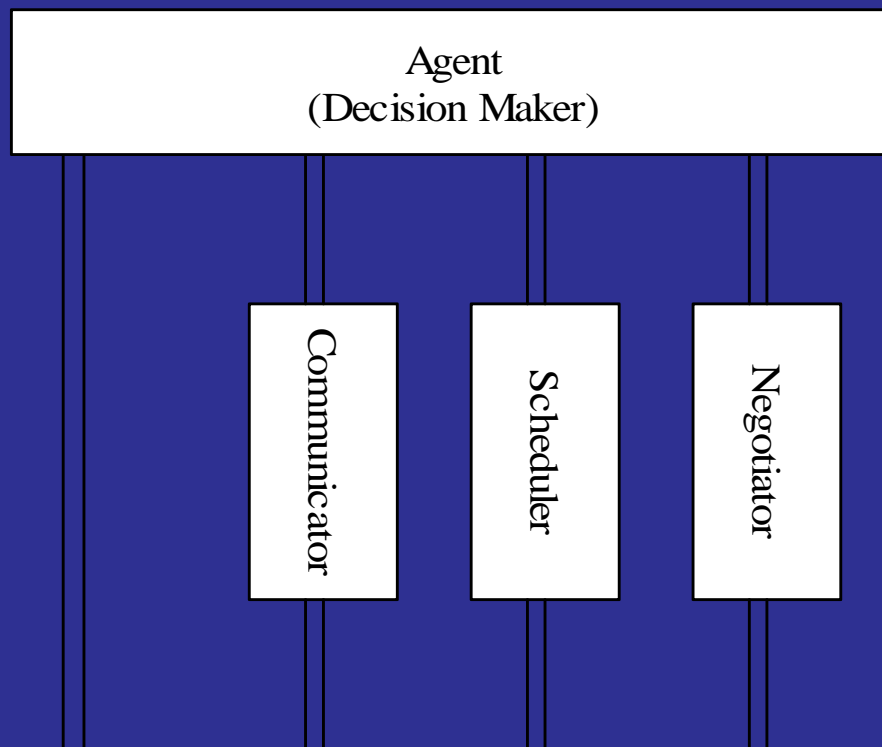 Agent
(Decision Maker)
Communicator
Scheduler
Negotiator